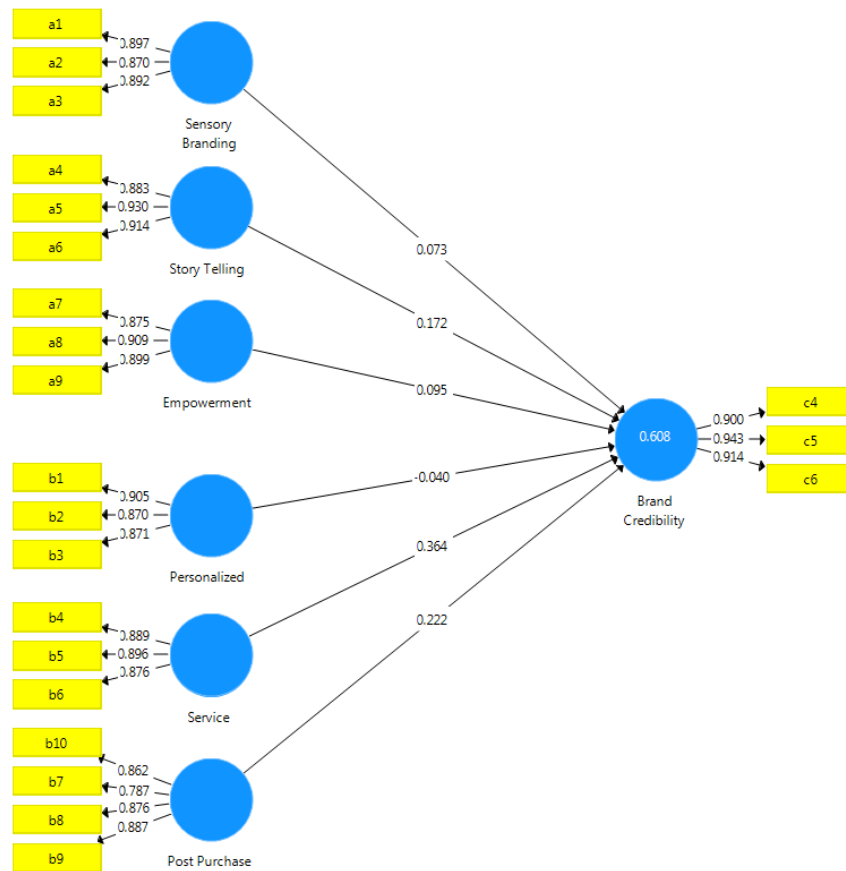 a1
0.897
a2
0.870
a3
0.892
Sensory
Branding
a4
0.883
a5
0.930
a6
0.914
Story Telling
a7
0.875
a8
0.909
a9
0.899
Empowerment
b1
0.905
b2
0.870
b3
0.871
Personalized
b4
0.889
b5
0.896
b6
0.876
Service
b10
0.862
b7
0.787
b8
0.876
b9
0.887
Post Purchase
0.073
0.172
0.095
-0.040
0.364
0.222
0.608
Brand
Credibility
0.900
c4
0.943
c5
0.914
c6